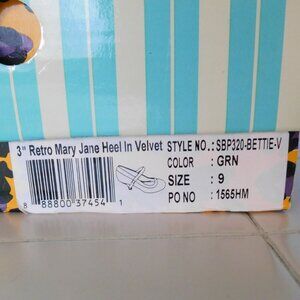 3" Retro Mary Jane Heel In Velvet STYLE NO.: SBP320-BETTIE-V
COLOR : GRN
SIZE : 9
PO NO : 1565HM
8 88800 37454 1